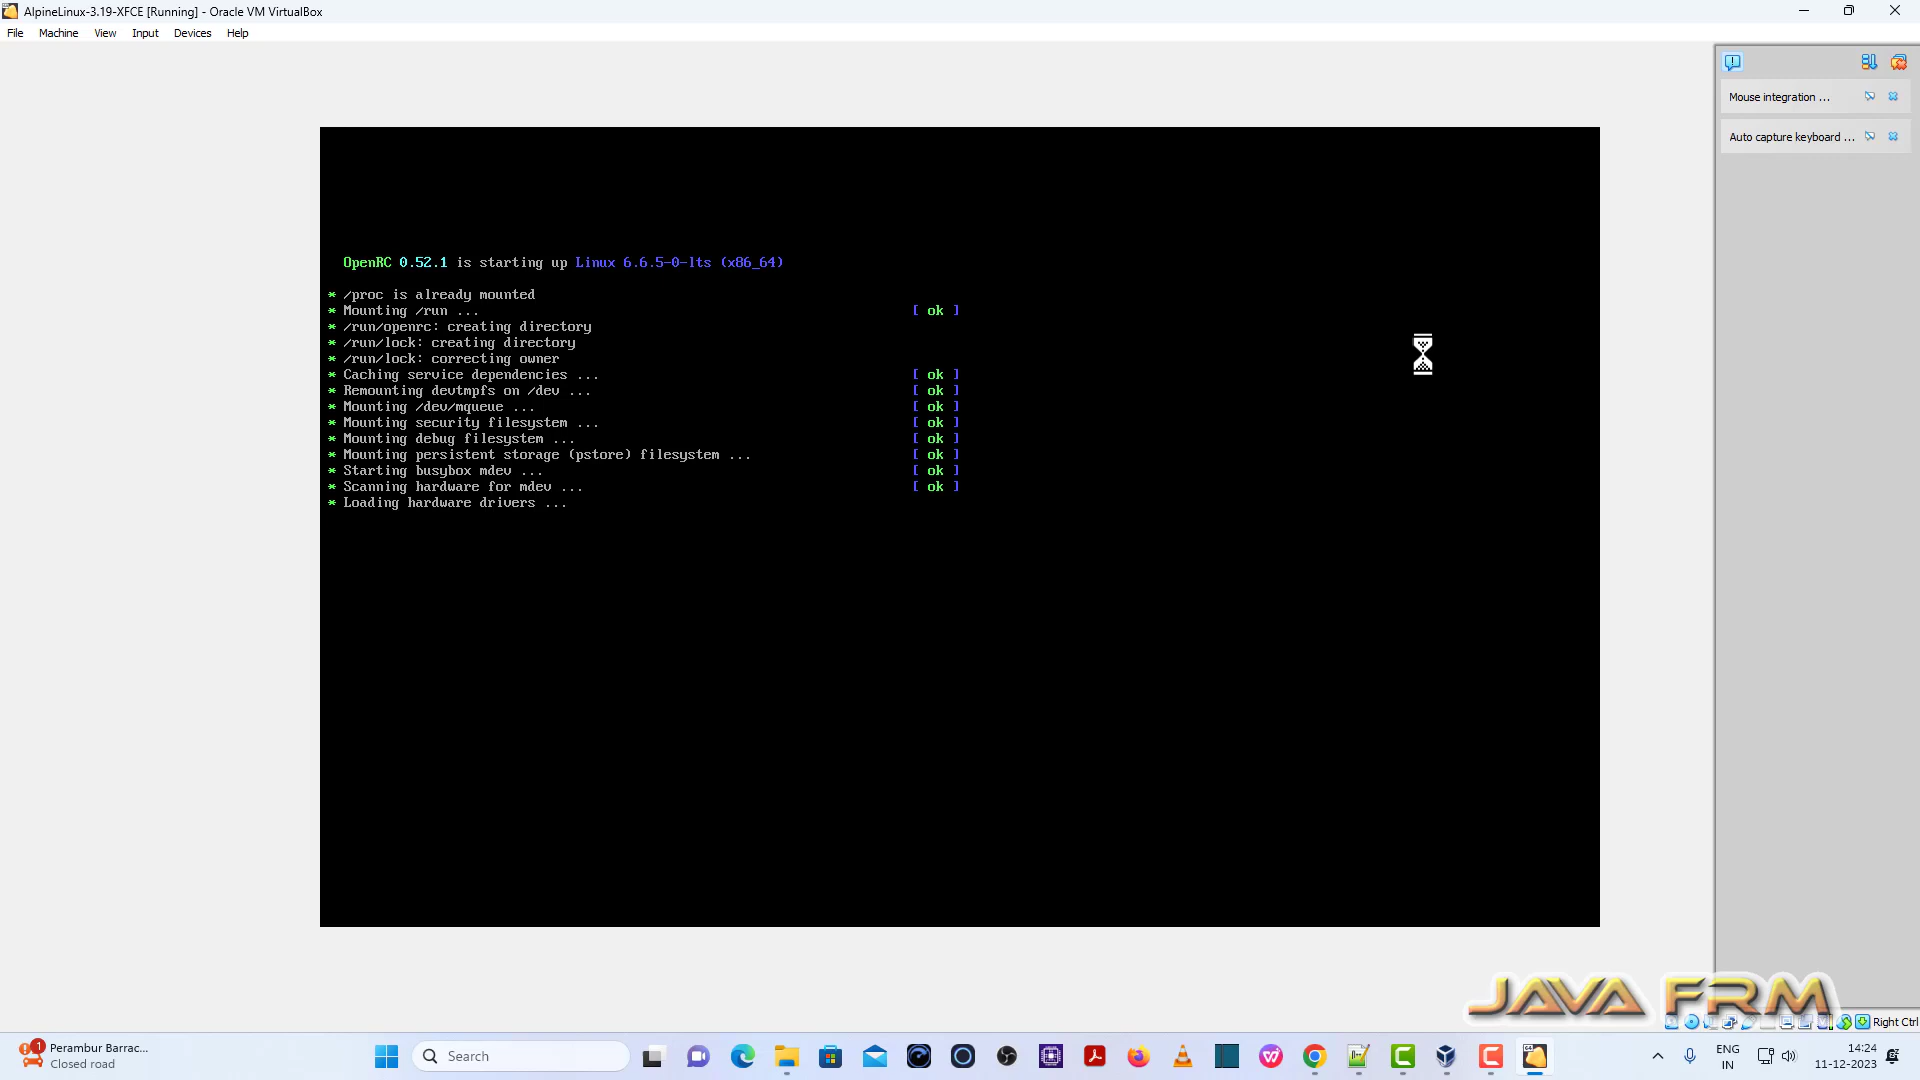 AlpineLinux-3.19-XFCE [Running] - Oracle VM VirtualBox
File Machine View Input Devices Help
Mouse integration ...
Auto capture keyboard ...
OpenRC 0.52.1 is starting up Linux 6.6.5-0-lts (x86_64)
* /proc is already mounted
* Mounting /run ... [ ok ]
* /run/openrc: creating directory
* /run/lock: creating directory
* /run/lock: correcting owner
* Caching service dependencies ... [ ok ]
* Remounting devtmpfs on /dev ... [ ok ]
* Mounting /dev/mqueue ... [ ok ]
* Mounting security filesystem ... [ ok ]
* Mounting debug filesystem ... [ ok ]
* Mounting persistent storage (pstore) filesystem ... [ ok ]
* Starting busybox mdev ... [ ok ]
* Scanning hardware for mdev ... [ ok ]
* Loading hardware drivers ...
JAVA FRM
Right Ctrl
1
Perambur Barrac...
Closed road
Search
ENG
IN
14:24
11-12-2023